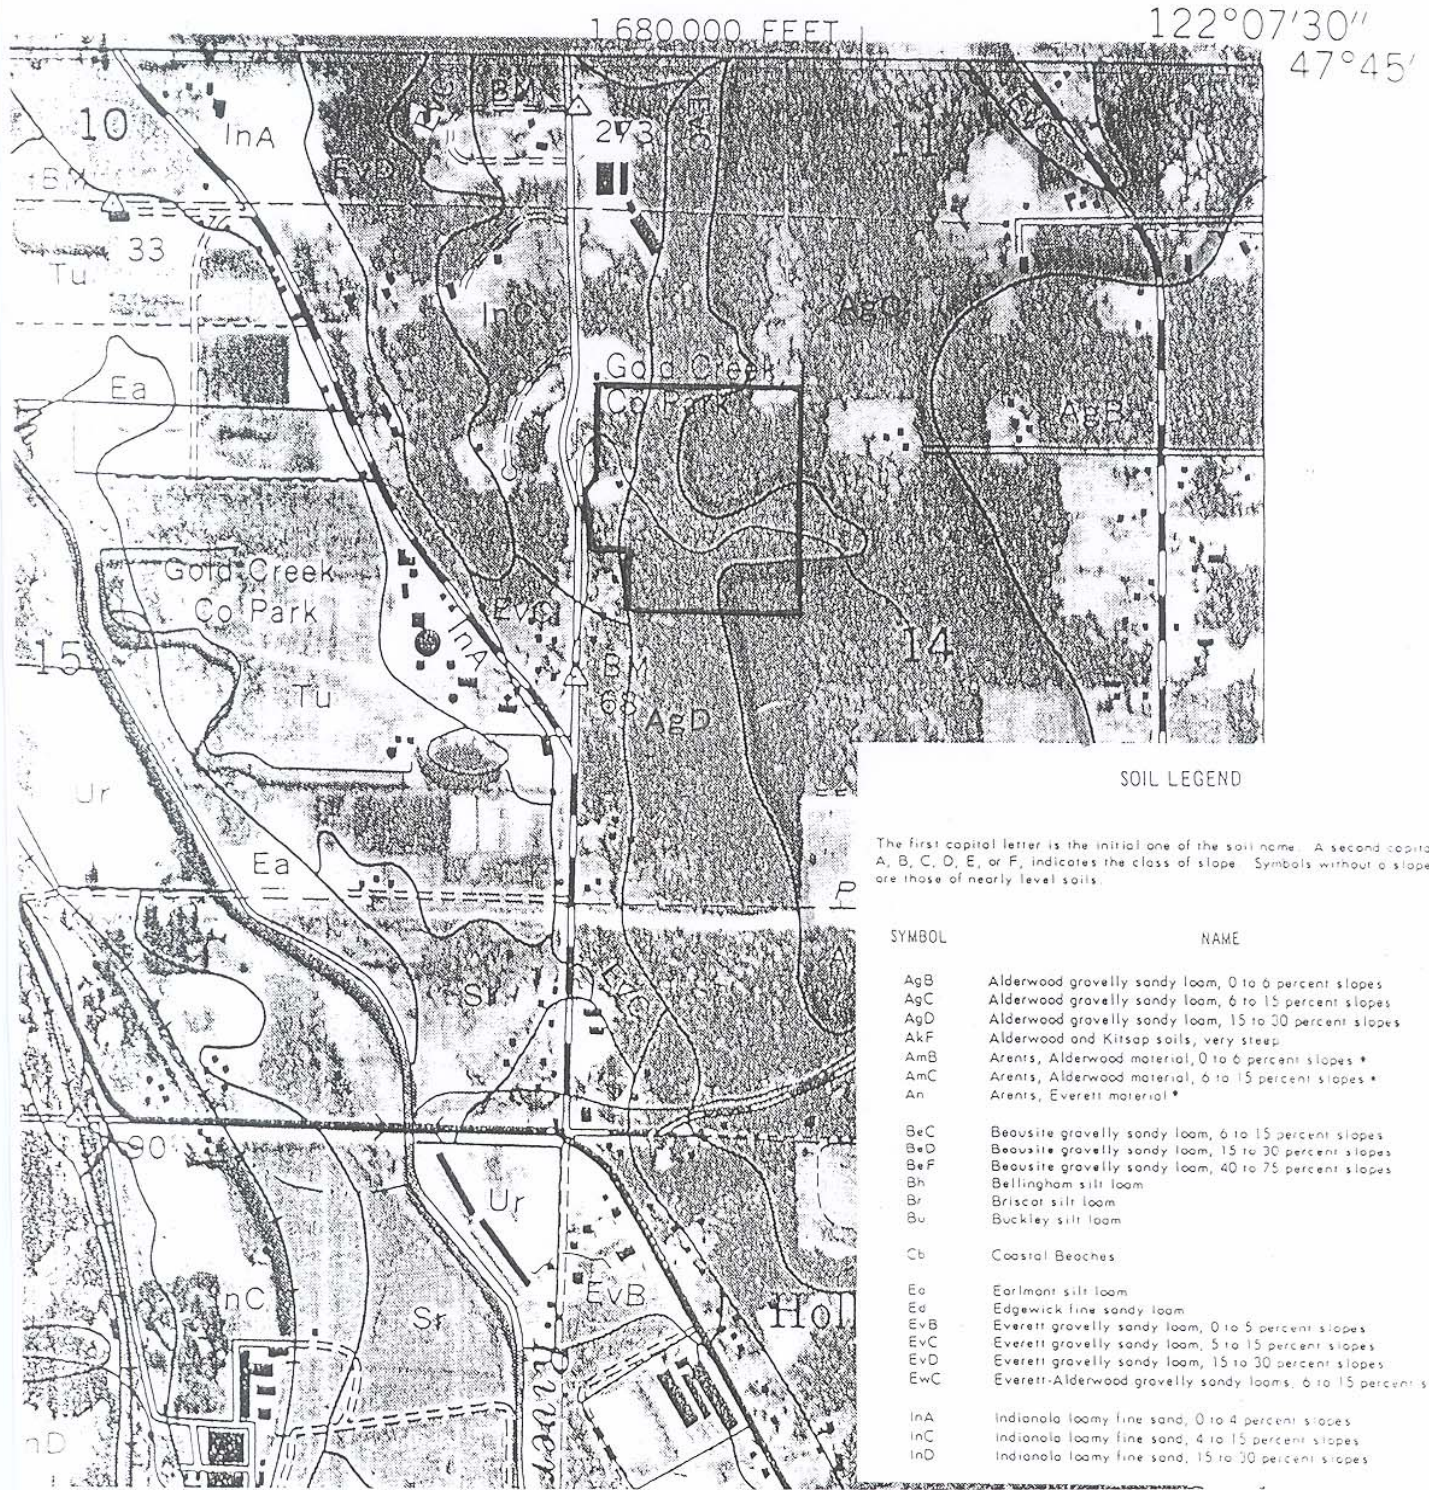 1 680 000 FEET
122°07'30"
47°45'
10
InA
BM
273
11
EvD
BM
33
Tu
InC
AgC
Ea
Gold Creek
Co Park
AgB
Gold Creek
Co Park
15
Tu
InA
EvC
14
BM
68
AgD
Ur
Ea
Sr
EvC
90
Ur
InC
Sr
EvB
Holl
River
nD
SOIL LEGEND
The first capital letter is the initial one of the soil name. A second capita
A, B, C, D, E, or F, indicates the class of slope. Symbols without a slope
are those of nearly level soils.
SYMBOL NAME
AgB Alderwood gravelly sandy loam, 0 to 6 percent slopes
AgC Alderwood gravelly sandy loam, 6 to 15 percent slopes
AgD Alderwood gravelly sandy loam, 15 to 30 percent slopes
AkF Alderwood and Kitsap soils, very steep
AmB Arents, Alderwood material, 0 to 6 percent slopes *
AmC Arents, Alderwood material, 6 to 15 percent slopes *
An Arents, Everett material *
BeC Beausite gravelly sandy loam, 6 to 15 percent slopes
BeD Beausite gravelly sandy loam, 15 to 30 percent slopes
BeF Beausite gravelly sandy loam, 40 to 75 percent slopes
Bh Bellingham silt loam
Br Briscot silt loam
Bu Buckley silt loam
Cb Coastal Beaches
Ea Earlmont silt loam
Ed Edgewick fine sandy loam
EvB Everett gravelly sandy loam, 0 to 5 percent slopes
EvC Everett gravelly sandy loam, 5 to 15 percent slopes
EvD Everett gravelly sandy loam, 15 to 30 percent slopes
EwC Everett-Alderwood gravelly sandy loams, 6 to 15 percent s
InA Indianola loamy fine sand, 0 to 4 percent slopes
InC Indianola loamy fine sand, 4 to 15 percent slopes
InD Indianola loamy fine sand, 15 to 30 percent slopes